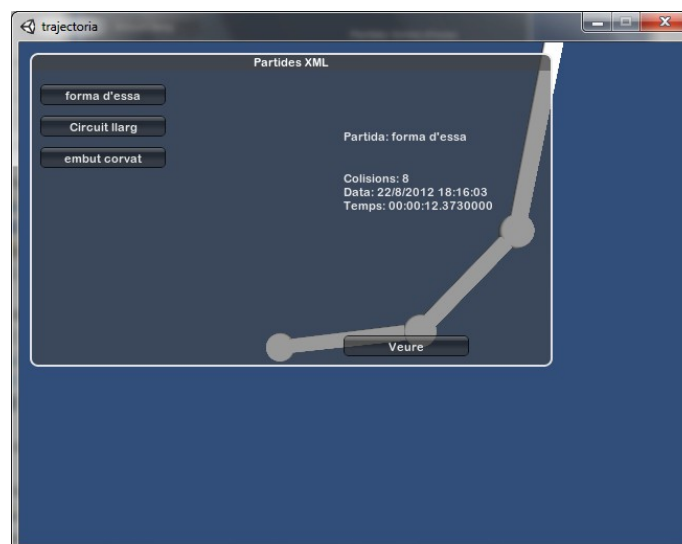 trajectoria
Partides XML
forma d'essa
Circuit llarg
embut corvat
Partida: forma d'essa
Colisions: 8
Data: 22/8/2012 18:16:03
Temps: 00:00:12.3730000
Veure